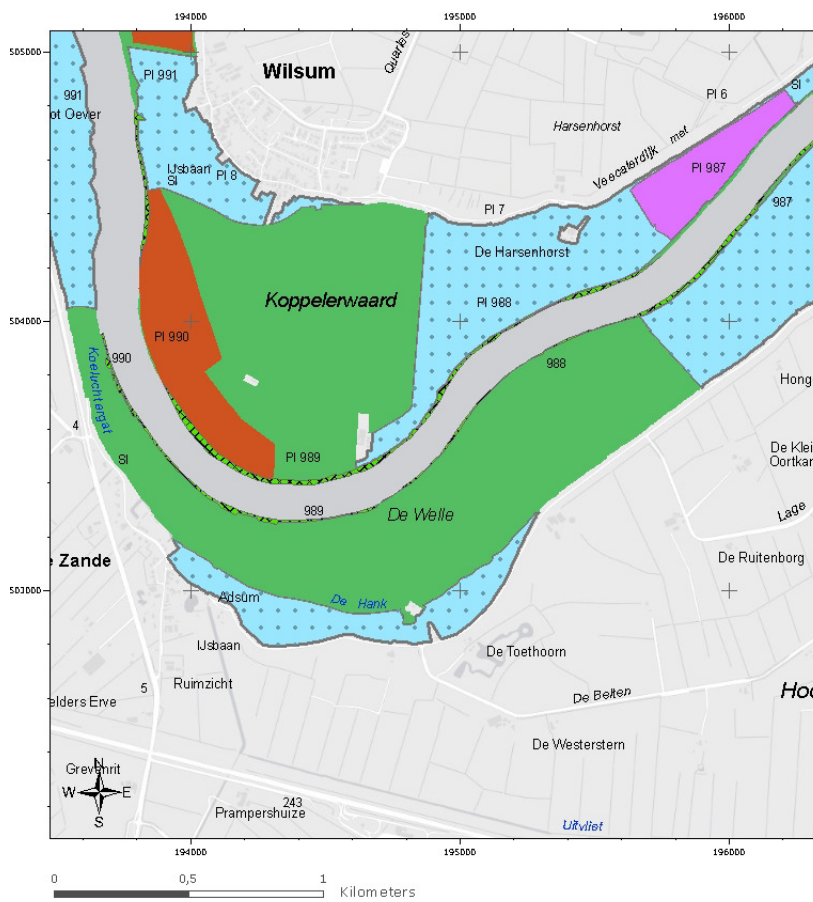 194000
195000
196000
505000
Wilsum
Quarles
Pl 991
991
ot Oever
Pl 6
Sl
Harsenhorst
Veecaterdijk met
Pl 987
IJsbaan
Sl
Pl 8
Pl 7
987
De Harsenhorst
Koppelerwaard
Pl 988
504000
Pl 990
990
988
Koeluchtergat
Hong
4
De Klei
Oortkam
Sl
Pl 989
989
De Welle
Lage
e Zande
De Ruitenborg
503000
Adsum
De Hank
IJsbaan
De Toethoorn
Ruimzicht
5
elders Erve
De Belten
Hoo
De Westerstern
Grevenrit
N
W
E
S
243
Prampershuize
Uitvliet
194000
195000
196000
0
0,5
1
Kilometers